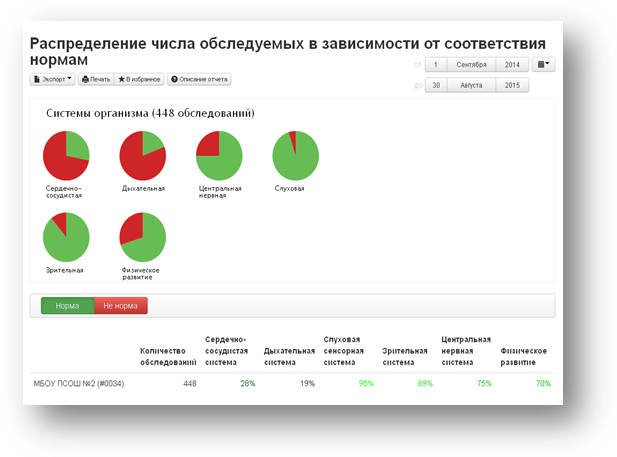 Распределение числа обследуемых в зависимости от соответствия
нормам
от 1 Сентября 2014
Экспорт Печать В избранное Описание отчета
до 30 Августа 2015
Системы организма (448 обследований)
Сердечно-
сосудистая
Дыхательная
Центральная
нервная
Слуховая
Зрительная
Физическое
развитие
Норма Не норма
Количество
обследований
Сердечно-
сосудистая
система
Дыхательная
система
Слуховая
сенсорная
система
Зрительная
система
Центральная
нервная
система
Физическое
развитие
МБОУ ПСОШ №2 (#0034) 448 28% 19% 95% 89% 75% 70%